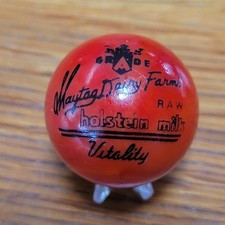 GRADE
A
Maytag Dairy Farms
RAW
holstein milk
Vitality